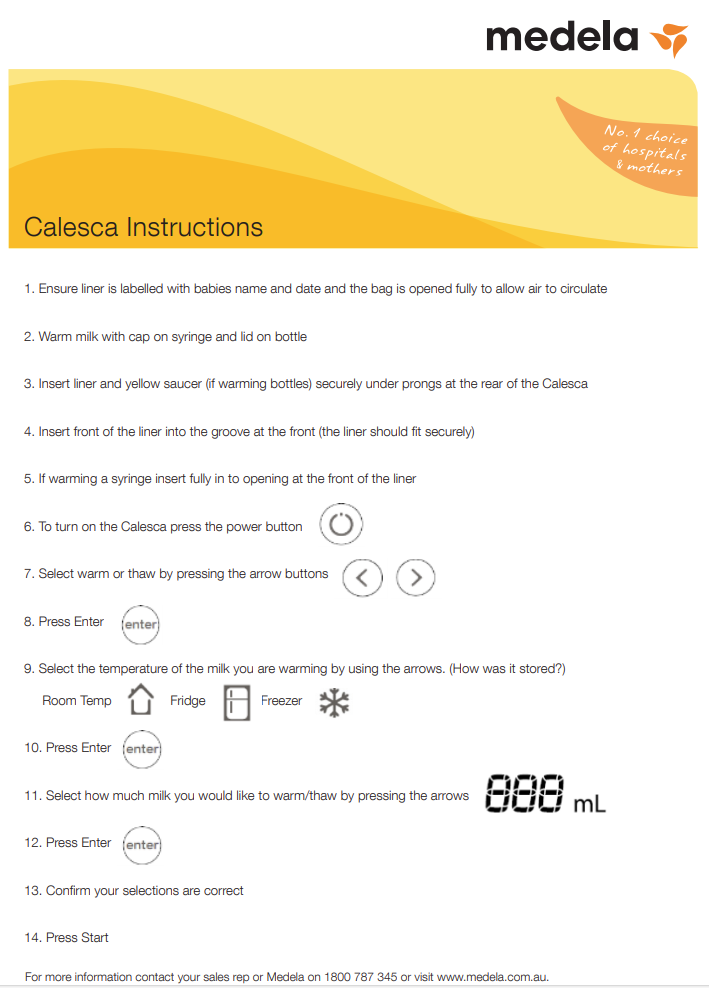 medela
No. 1 choice
of hospitals
& mothers
Calesca Instructions
1. Ensure liner is labelled with babies name and date and the bag is opened fully to allow air to circulate
2. Warm milk with cap on syringe and lid on bottle
3. Insert liner and yellow saucer (if warming bottles) securely under prongs at the rear of the Calesca
4. Insert front of the liner into the groove at the front (the liner should fit securely)
5. If warming a syringe insert fully in to opening at the front of the liner
6. To turn on the Calesca press the power button
7. Select warm or thaw by pressing the arrow buttons
8. Press Enter enter
9. Select the temperature of the milk you are warming by using the arrows. (How was it stored?)
Room Temp Fridge Freezer
10. Press Enter enter
11. Select how much milk you would like to warm/thaw by pressing the arrows 888 mL
12. Press Enter enter
13. Confirm your selections are correct
14. Press Start
For more information contact your sales rep or Medela on 1800 787 345 or visit www.medela.com.au.